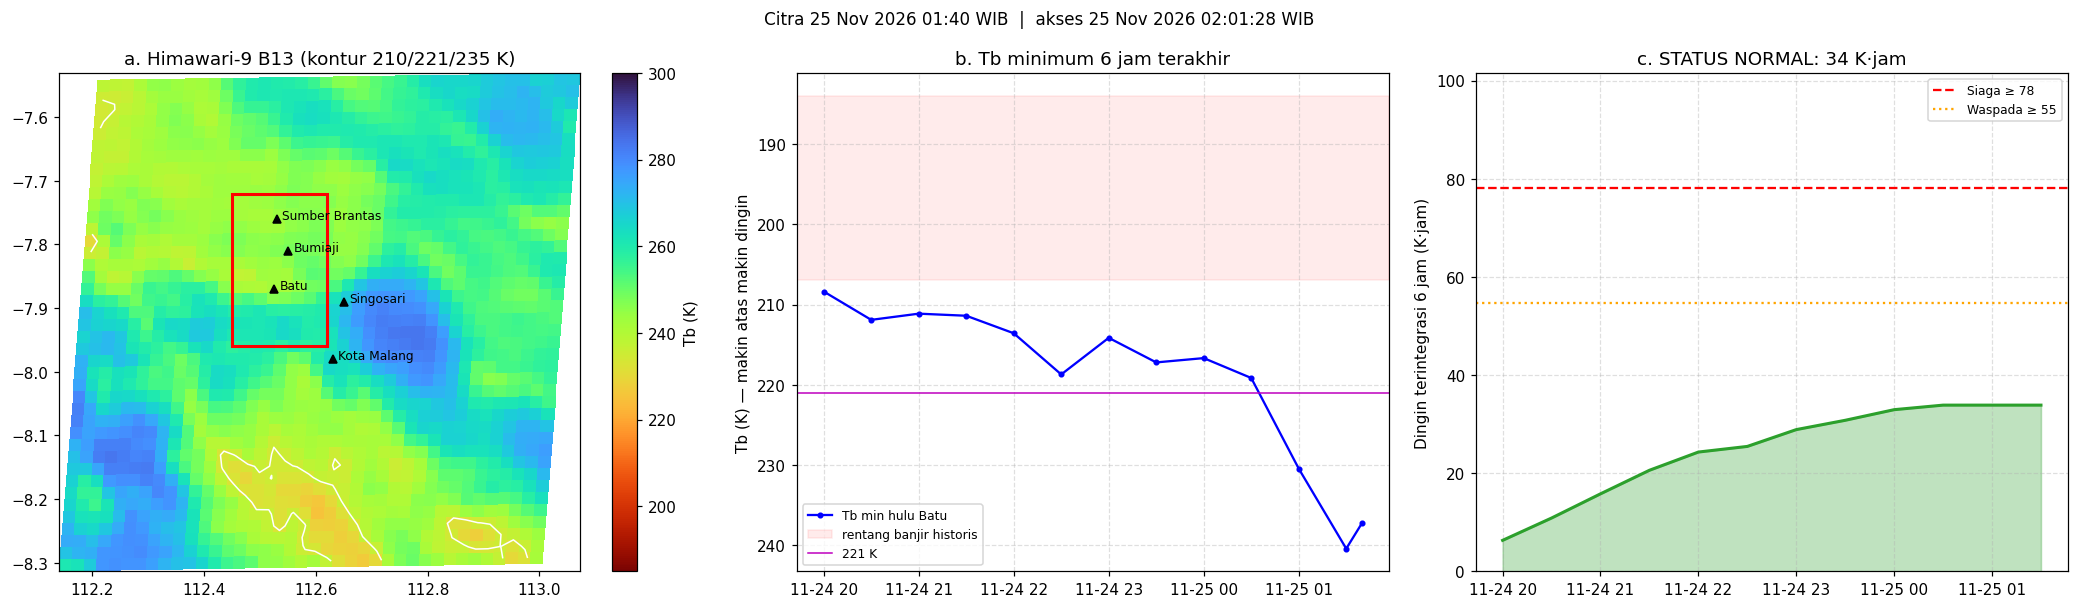 Citra 25 Nov 2026 01:40 WIB | akses 25 Nov 2026 02:01:28 WIB
a. Himawari-9 B13 (kontur 210/221/235 K)
−7.6
−7.7
−7.8
−7.9
−8.0
−8.1
−8.2
−8.3
Sumber Brantas
Bumiaji
Batu
Singosari
Kota Malang
112.2
112.4
112.6
112.8
113.0
300
280
260
240
220
200
Tb (K)
b. Tb minimum 6 jam terakhir
Tb (K) — makin atas makin dingin
190
200
210
220
230
240
Tb min hulu Batu
rentang banjir historis
221 K
11-24 20
11-24 21
11-24 22
11-24 23
11-25 00
11-25 01
c. STATUS NORMAL: 34 K·jam
Dingin terintegrasi 6 jam (K·jam)
100
80
60
40
20
0
Siaga ≥ 78
Waspada ≥ 55
11-24 20
11-24 21
11-24 22
11-24 23
11-25 00
11-25 01